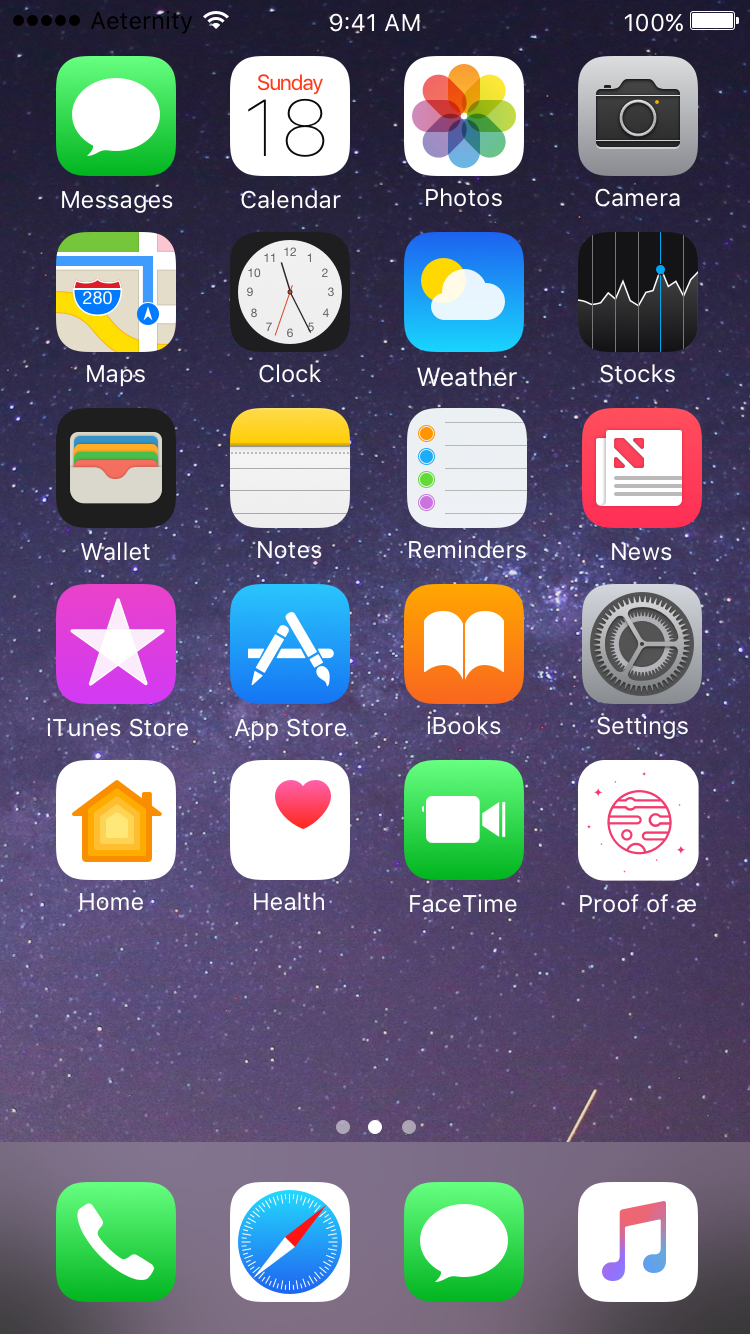 Aeternity 9:41 AM 100%
Sunday
18
Messages Calendar Photos Camera
280
11 12 1
10 2
9 3
8 4
7 6 5
Maps Clock Weather Stocks
Wallet Notes Reminders News
iTunes Store App Store iBooks Settings
Home Health FaceTime Proof of æ